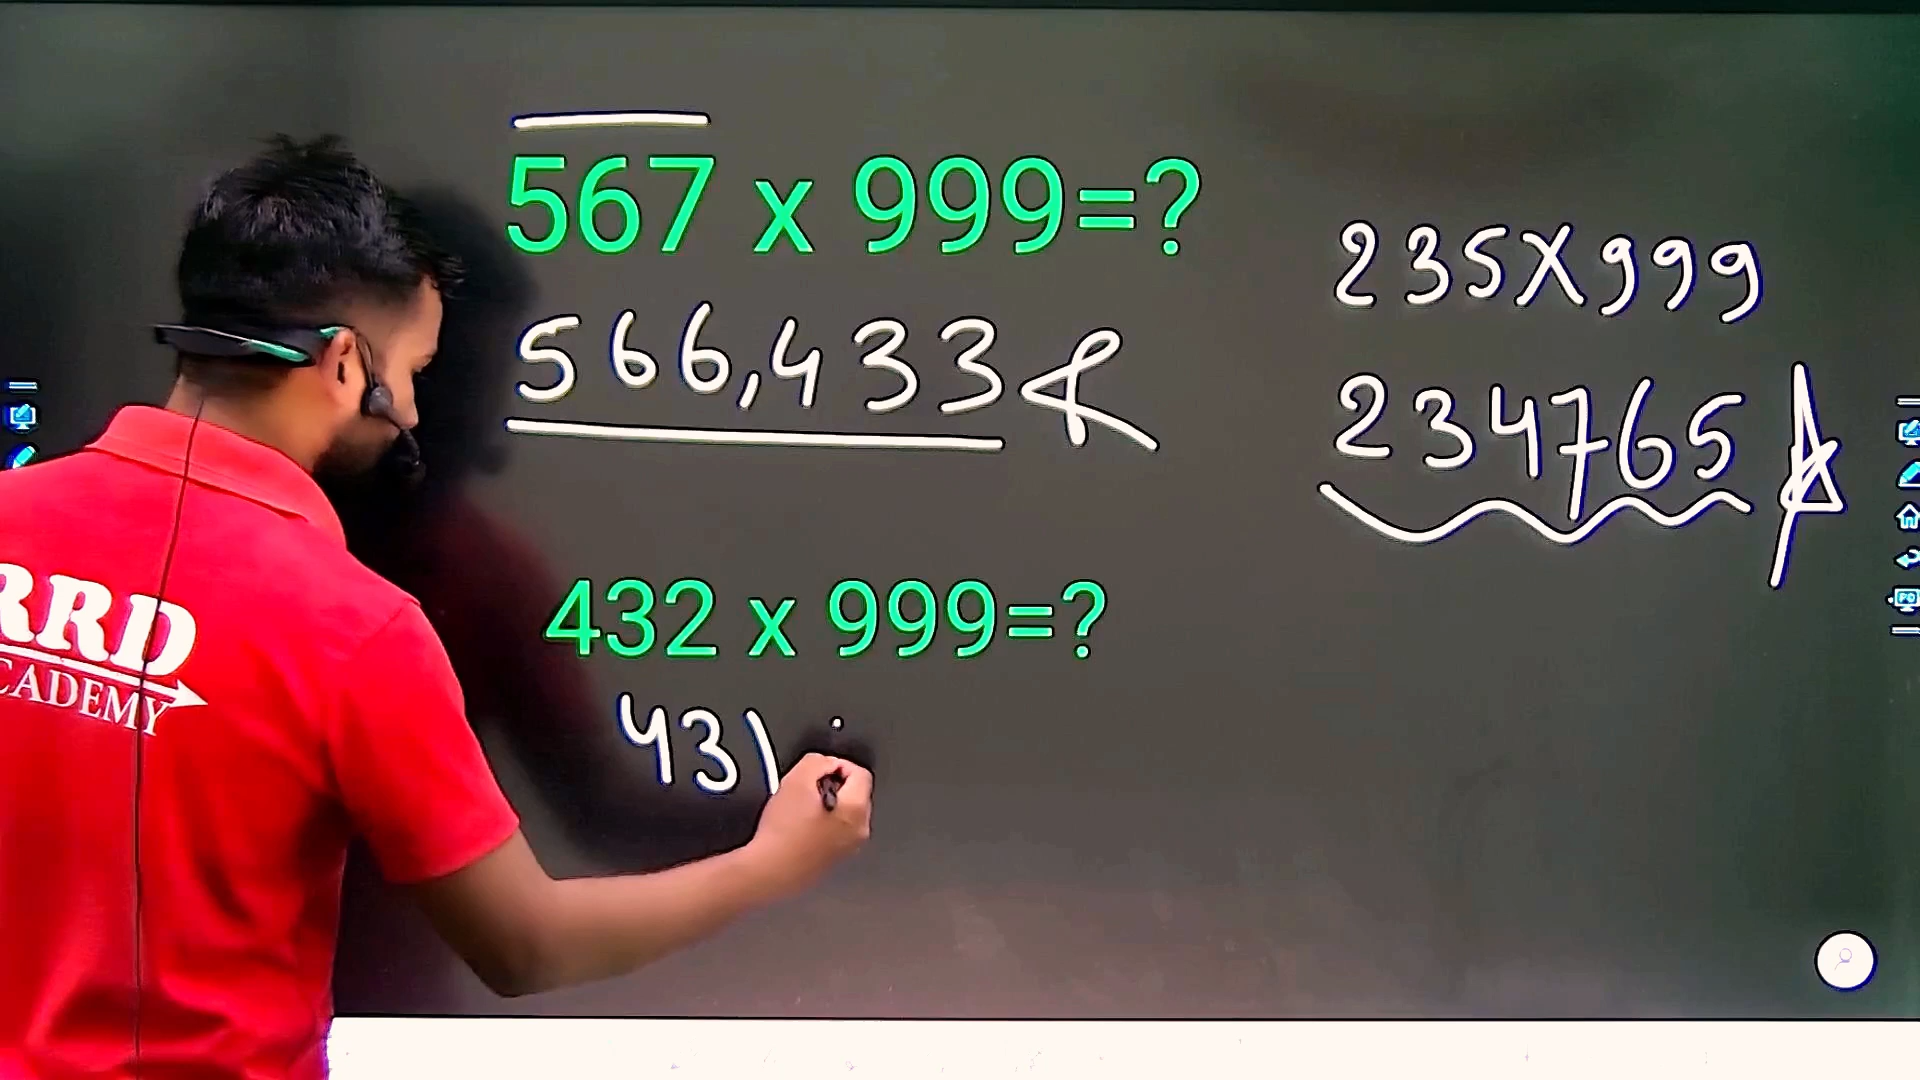 567 x 999=?
566,433
432 x 999=?
431
235X999
234765
RRD
CADEMY